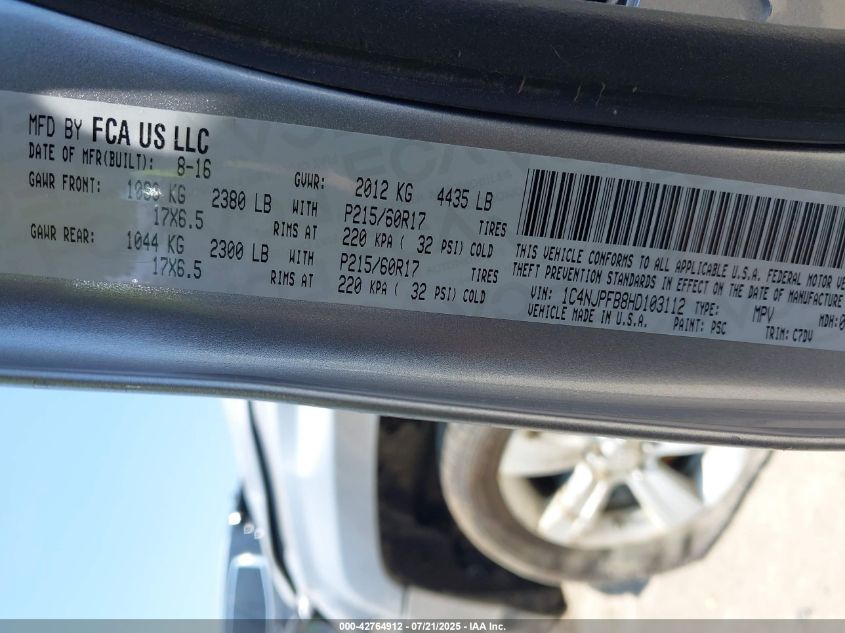 MFD BY FCA US LLC
DATE OF MFR(BUILT): 8-16 GVWR: 2012 KG 4435 LB
GAWR FRONT: KG 2380 LB WITH P215/60R17 TIRES
17X6.5 RIMS AT 220 KPA ( 32 PSI) COLD
GAWR REAR: 1044 KG 2300 LB WITH P215/60R17 TIRES
17X6.5 RIMS AT 220 KPA ( 32 PSI) COLD
THIS VEHICLE CONFORMS TO ALL APPLICABLE U.S.A. FEDERAL MOTOR VE
THEFT PREVENTION STANDARDS IN EFFECT ON THE DATE OF MANUFACTURE
VIN: 1C4NJPFB8HD103112 TYPE: MPV MDH:0
VEHICLE MADE IN U.S.A. PAINT: PSC TRIM: C7DV
000-42764912 - 07/21/2025 - IAA Inc.